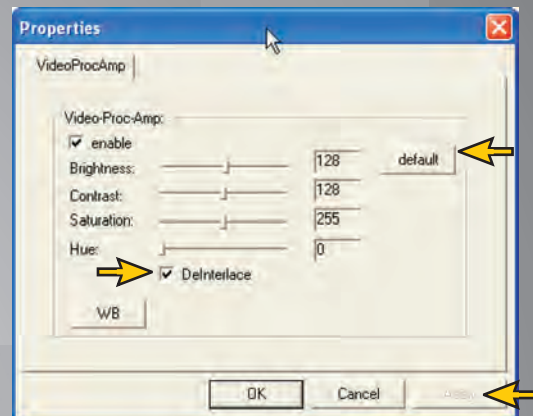 Properties
VideoProcAmp
Video-Proc-Amp:
enable
default
Brightness: 128
Contrast: 128
Saturation: 255
Hue: 0
DeInterlace
WB
OK Cancel